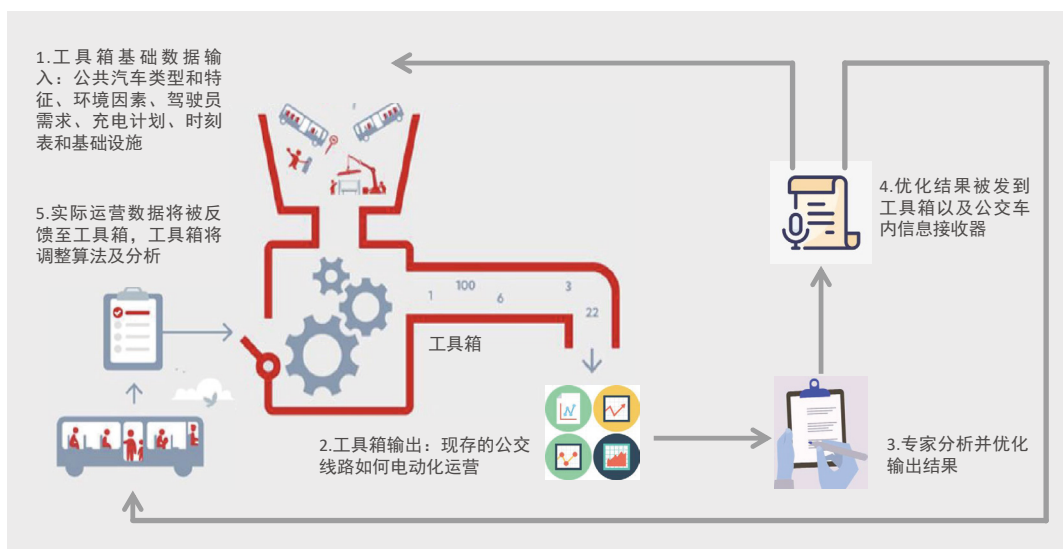 1.工具箱基础数据输
入：公共汽车类型和特
征、环境因素、驾驶员
需求、充电计划、时刻
表和基础设施
5.实际运营数据将被反
馈至工具箱，工具箱将
调整算法及分析
1
100
6
3
22
工具箱
2.工具箱输出：现存的公交
线路如何电动化运营
3.专家分析并优化
输出结果
4.优化结果被发到
工具箱以及公交车
内信息接收器